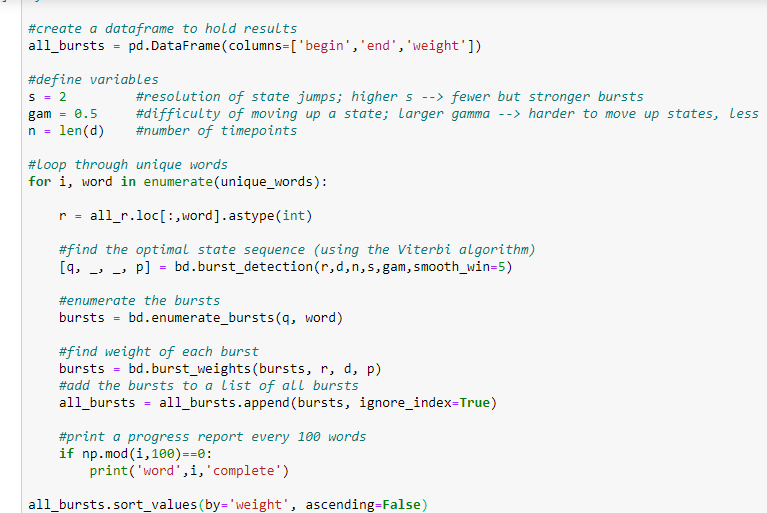 #create a dataframe to hold results
all_bursts = pd.DataFrame(columns=['begin','end','weight'])
#define variables
s = 2 #resolution of state jumps; higher s --> fewer but stronger bursts
gam = 0.5 #difficulty of moving up a state; larger gamma --> harder to move up states, less
n = len(d) #number of timepoints
#loop through unique words
for i, word in enumerate(unique_words):
r = all_r.loc[:,word].astype(int)
#find the optimal state sequence (using the Viterbi algorithm)
[q, _, _, p] = bd.burst_detection(r,d,n,s,gam,smooth_win=5)
#enumerate the bursts
bursts = bd.enumerate_bursts(q, word)
#find weight of each burst
bursts = bd.burst_weights(bursts, r, d, p)
#add the bursts to a list of all bursts
all_bursts = all_bursts.append(bursts, ignore_index=True)
#print a progress report every 100 words
if np.mod(i,100)==0:
print('word',i,'complete')
all_bursts.sort_values(by='weight', ascending=False)